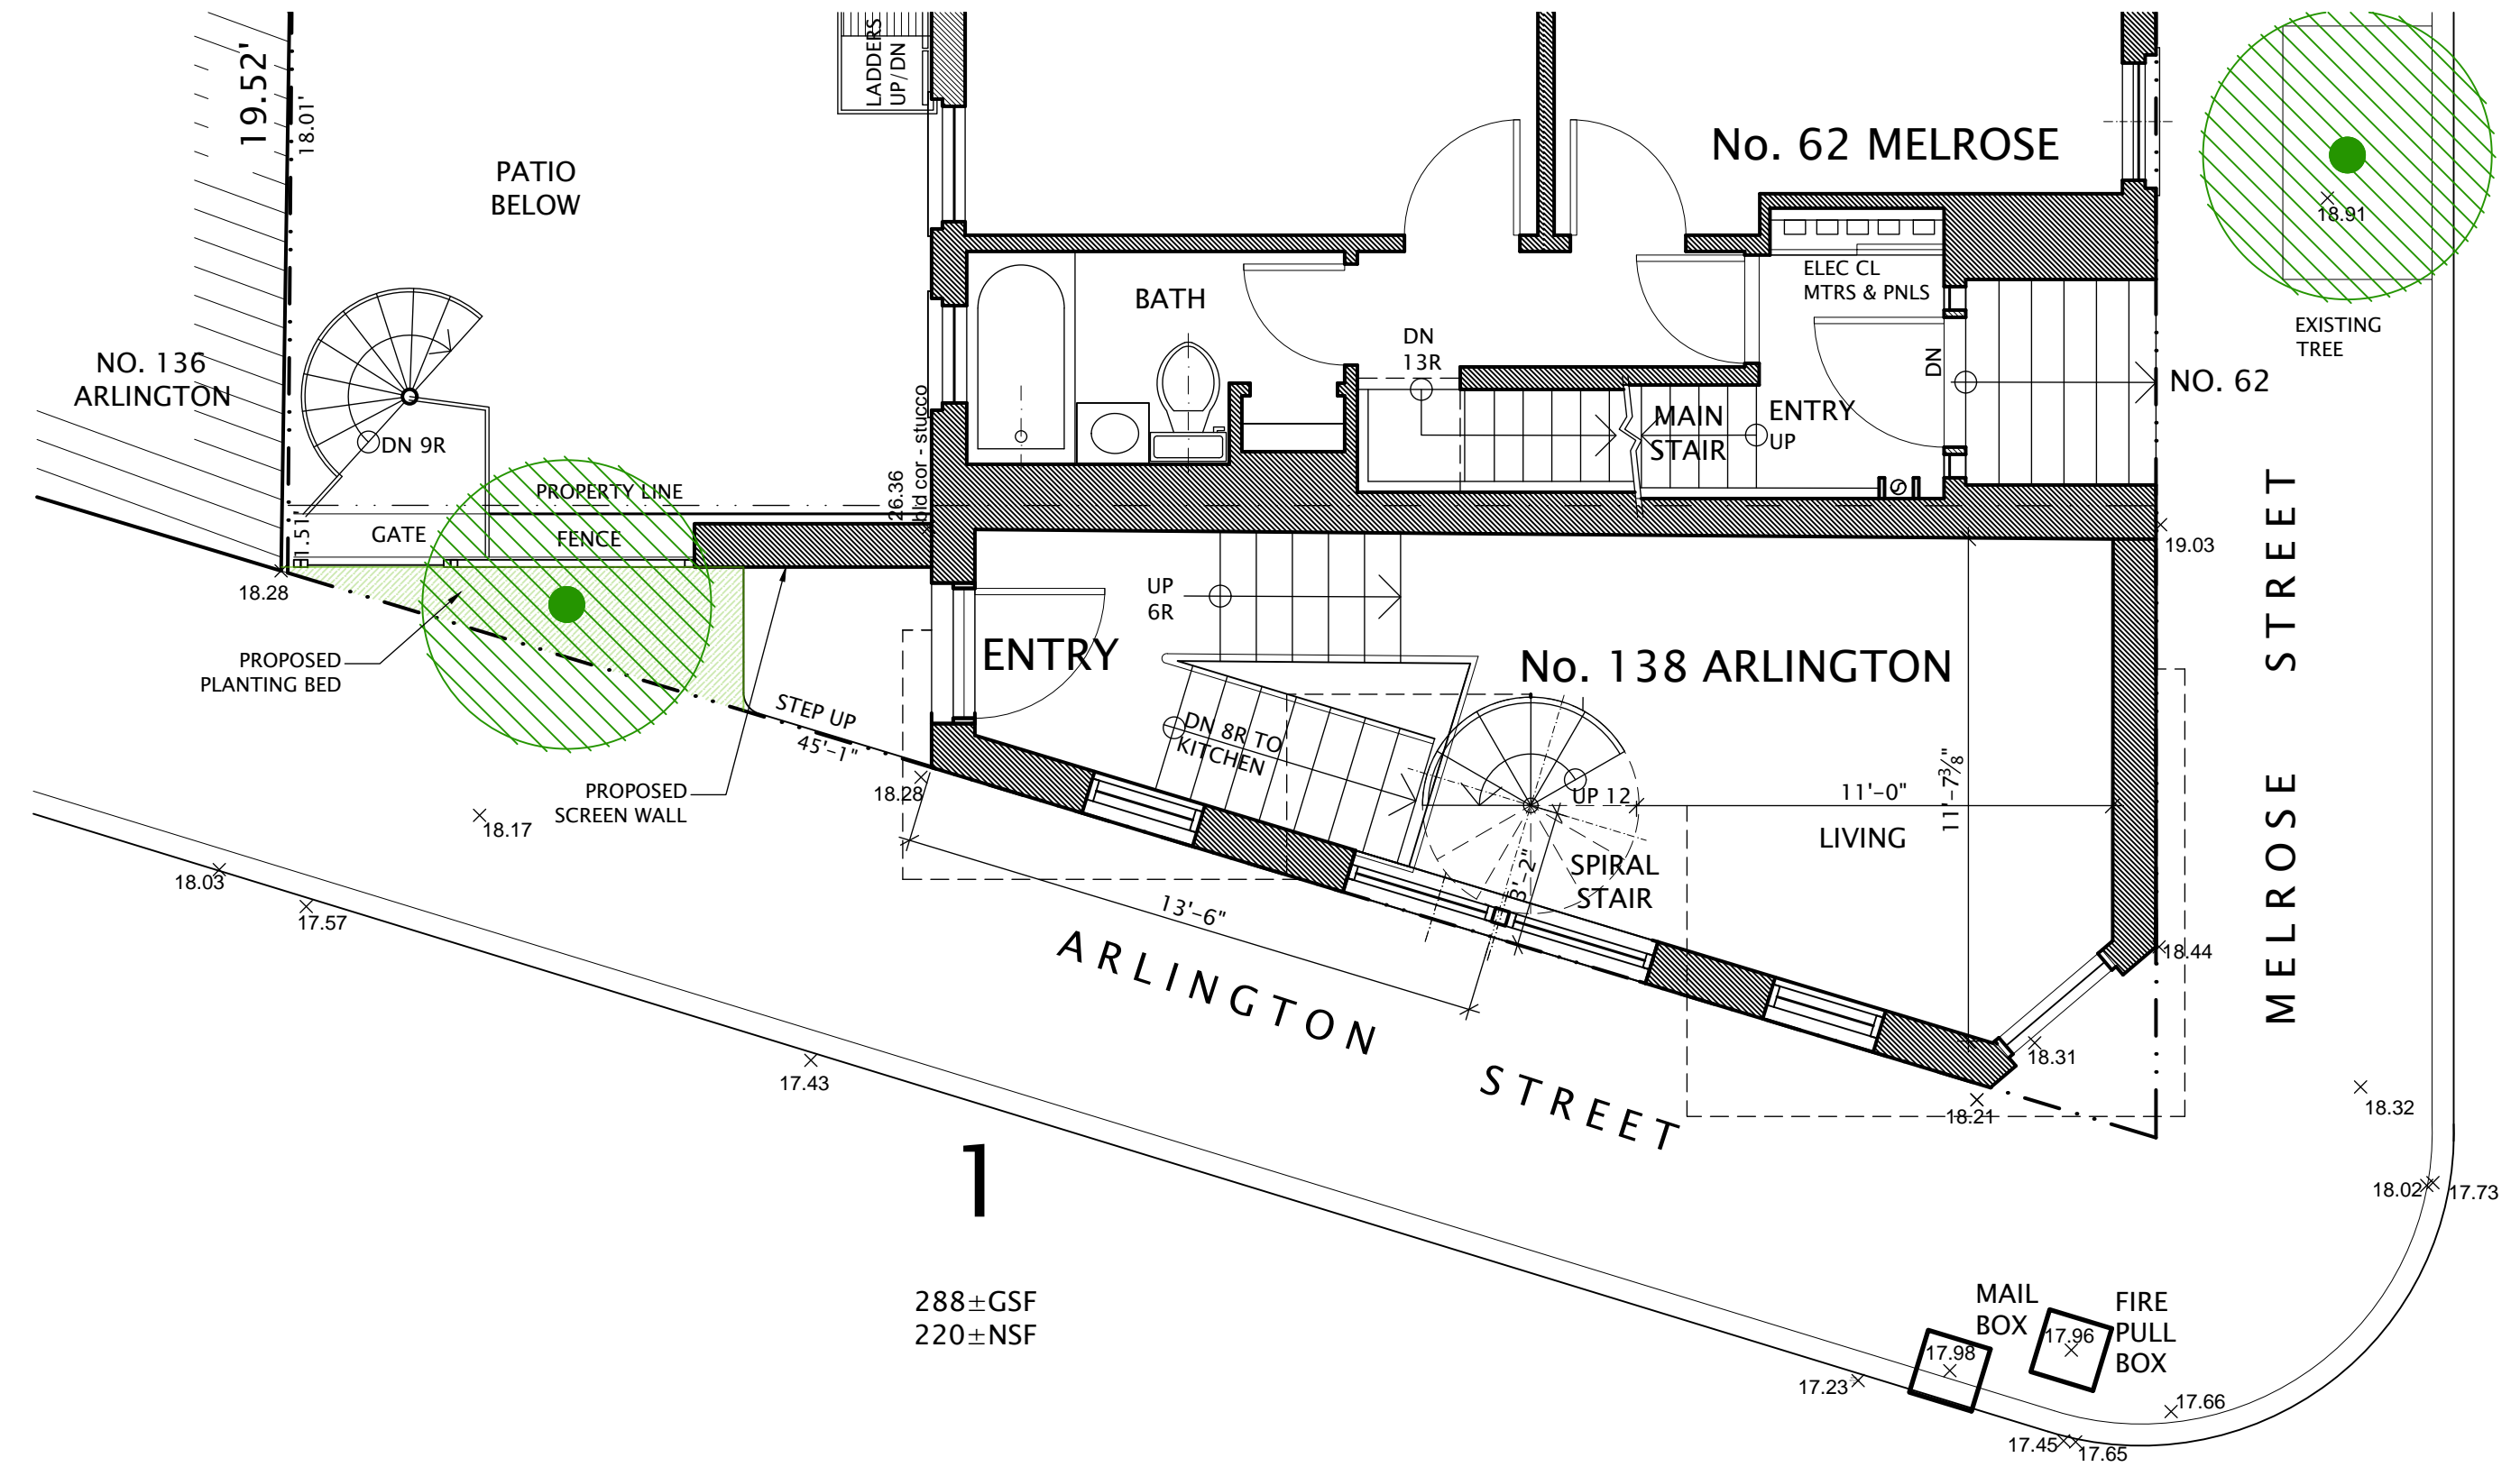 19.52'
18.01'
LADDERS
UP/DN
PATIO
BELOW
No. 62 MELROSE
18.91
EXISTING
TREE
BATH
ELEC CL
MTRS & PNLS
DN
13R
DN
NO. 62
MAIN
STAIR
ENTRY
UP
NO. 136
ARLINGTON
DN 9R
26.36
bld cor - stucco
PROPERTY LINE
GATE
FENCE
1.51'
18.28
19.03
PROPOSED
PLANTING BED
UP
6R
ENTRY
No. 138 ARLINGTON
STEP UP
45'-1"
DN 8R TO
KITCHEN
PROPOSED
SCREEN WALL
18.28
UP 12
11'-0"
11'-7⅜"
LIVING
SPIRAL
STAIR
3'-2"
18.17
18.03
17.57
13'-6"
ARLINGTON STREET
MELROSE STREET
18.44
18.31
18.21
18.32
17.43
18.02
17.73
1
288±GSF
220±NSF
MAIL
BOX
FIRE
PULL
BOX
17.98
17.96
17.23
17.66
17.45
17.65